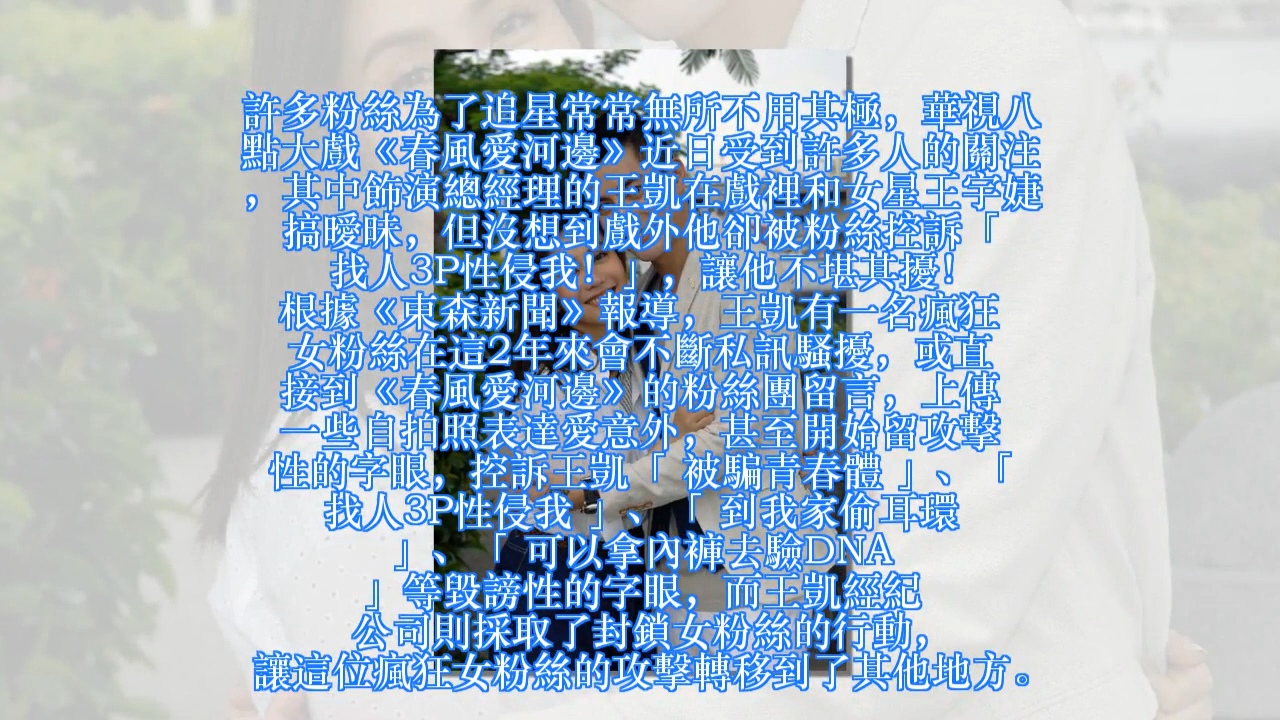 許多粉絲為了追星常常無所不用其極，華視八
點大戲《春風愛河邊》近日受到許多人的關注
，其中飾演總經理的王凱在戲裡和女星王宇婕
搞曖昧，但沒想到戲外他卻被粉絲控訴「
找人3P性侵我！」，讓他不堪其擾！
根據《東森新聞》報導，王凱有一名瘋狂
女粉絲在這2年來會不斷私訊騷擾，或直
接到《春風愛河邊》的粉絲團留言，上傳
一些自拍照表達愛意外，甚至開始留攻擊
性的字眼，控訴王凱「 被騙青春體 」、「
找人3P性侵我 」、「 到我家偷耳環
」、「 可以拿內褲去驗DNA
」等毀謗性的字眼，而王凱經紀
公司則採取了封鎖女粉絲的行動，
讓這位瘋狂女粉絲的攻擊轉移到了其他地方。